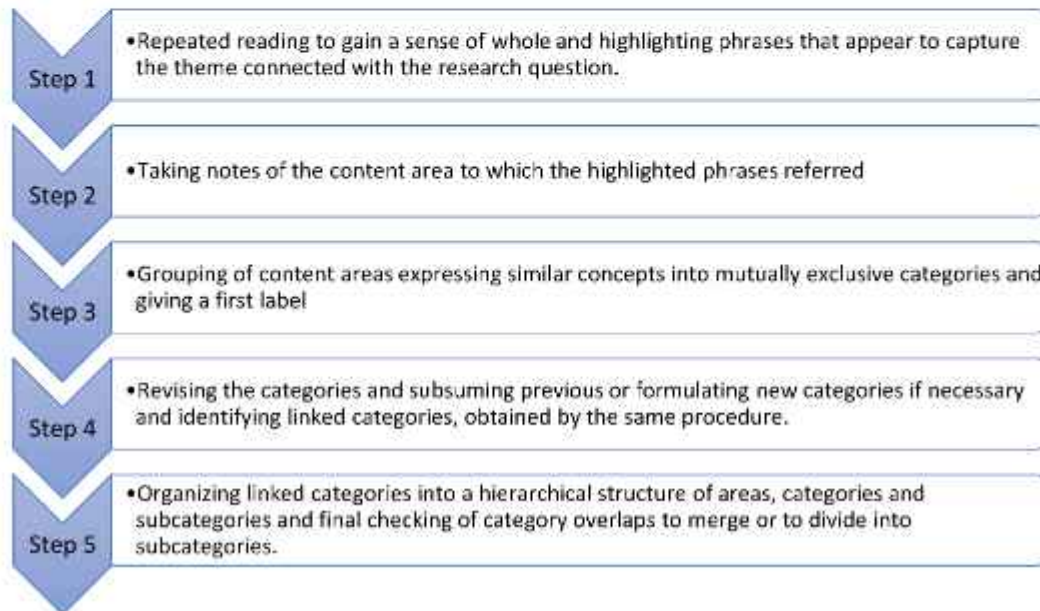 Step 1
•Repeated reading to gain a sense of whole and highlighting phrases that appear to capture
the theme connected with the research question.
Step 2
•Taking notes of the content area to which the highlighted phrases referred
Step 3
•Grouping of content areas expressing similar concepts into mutually exclusive categories and
giving a first label
Step 4
•Revising the categories and subsuming previous or formulating new categories if necessary
and identifying linked categories, obtained by the same procedure.
Step 5
•Organizing linked categories into a hierarchical structure of areas, categories and
subcategories and final checking of category overlaps to merge or to divide into
subcategories.